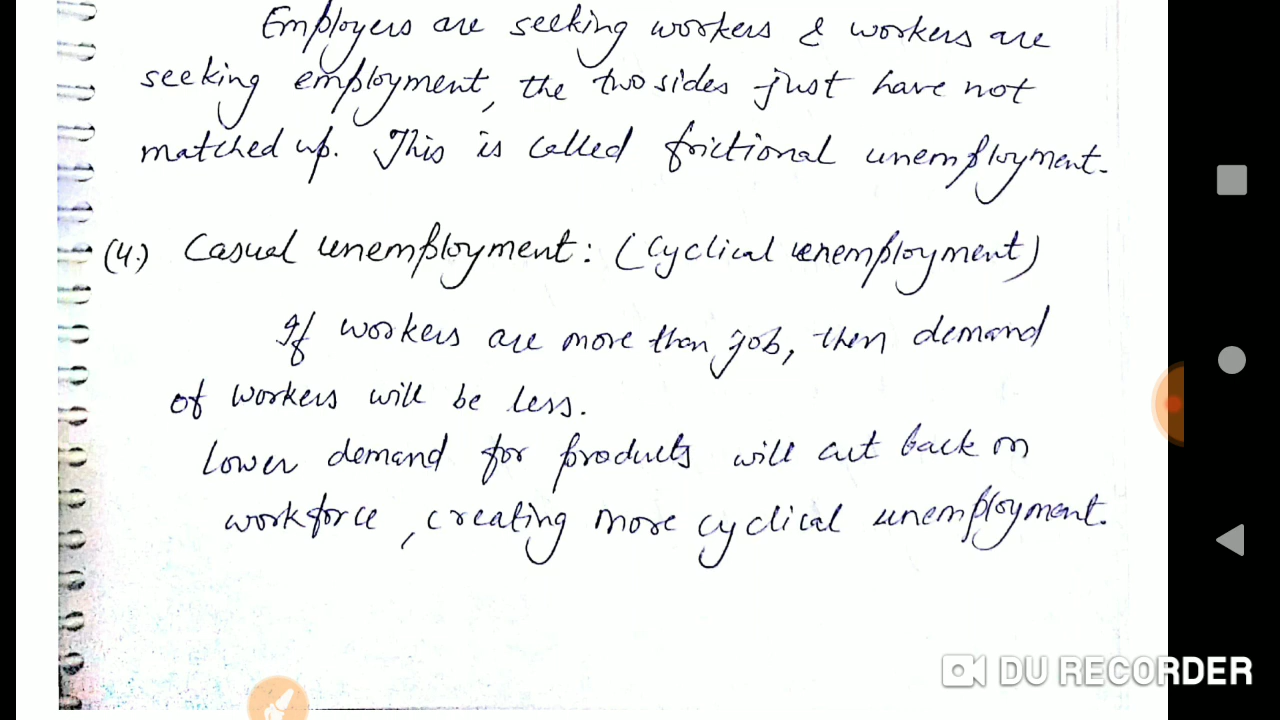 Employers are seeking workers & workers are
seeking employment, the two sides just have not
matched up. This is called frictional unemployment.
(4.) Casual unemployment: (Cyclical unemployment)
If workers are more than job, then demand
of workers will be less.
Lower demand for products will cut back on
workforce, creating more cyclical unemployment.
DU RECORDER